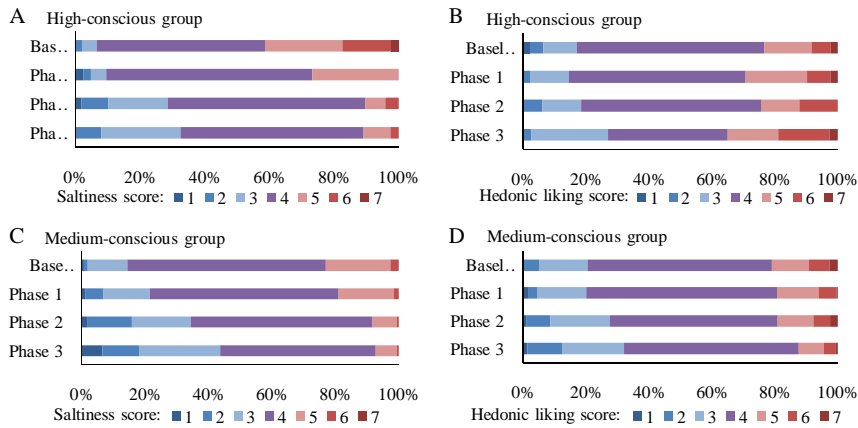 A High-conscious group
Bas..
Pha..
Pha..
Pha..
0% 20% 40% 60% 80% 100%
Saltiness score: 1 2 3 4 5 6 7
B High-conscious group
Basel..
Phase 1
Phase 2
Phase 3
0% 20% 40% 60% 80% 100%
Hedonic liking score: 1 2 3 4 5 6 7
C Medium-conscious group
Base..
Phase 1
Phase 2
Phase 3
0% 20% 40% 60% 80% 100%
Saltiness score: 1 2 3 4 5 6 7
D Medium-conscious group
Basel..
Phase 1
Phase 2
Phase 3
0% 20% 40% 60% 80% 100%
Hedonic liking score: 1 2 3 4 5 6 7